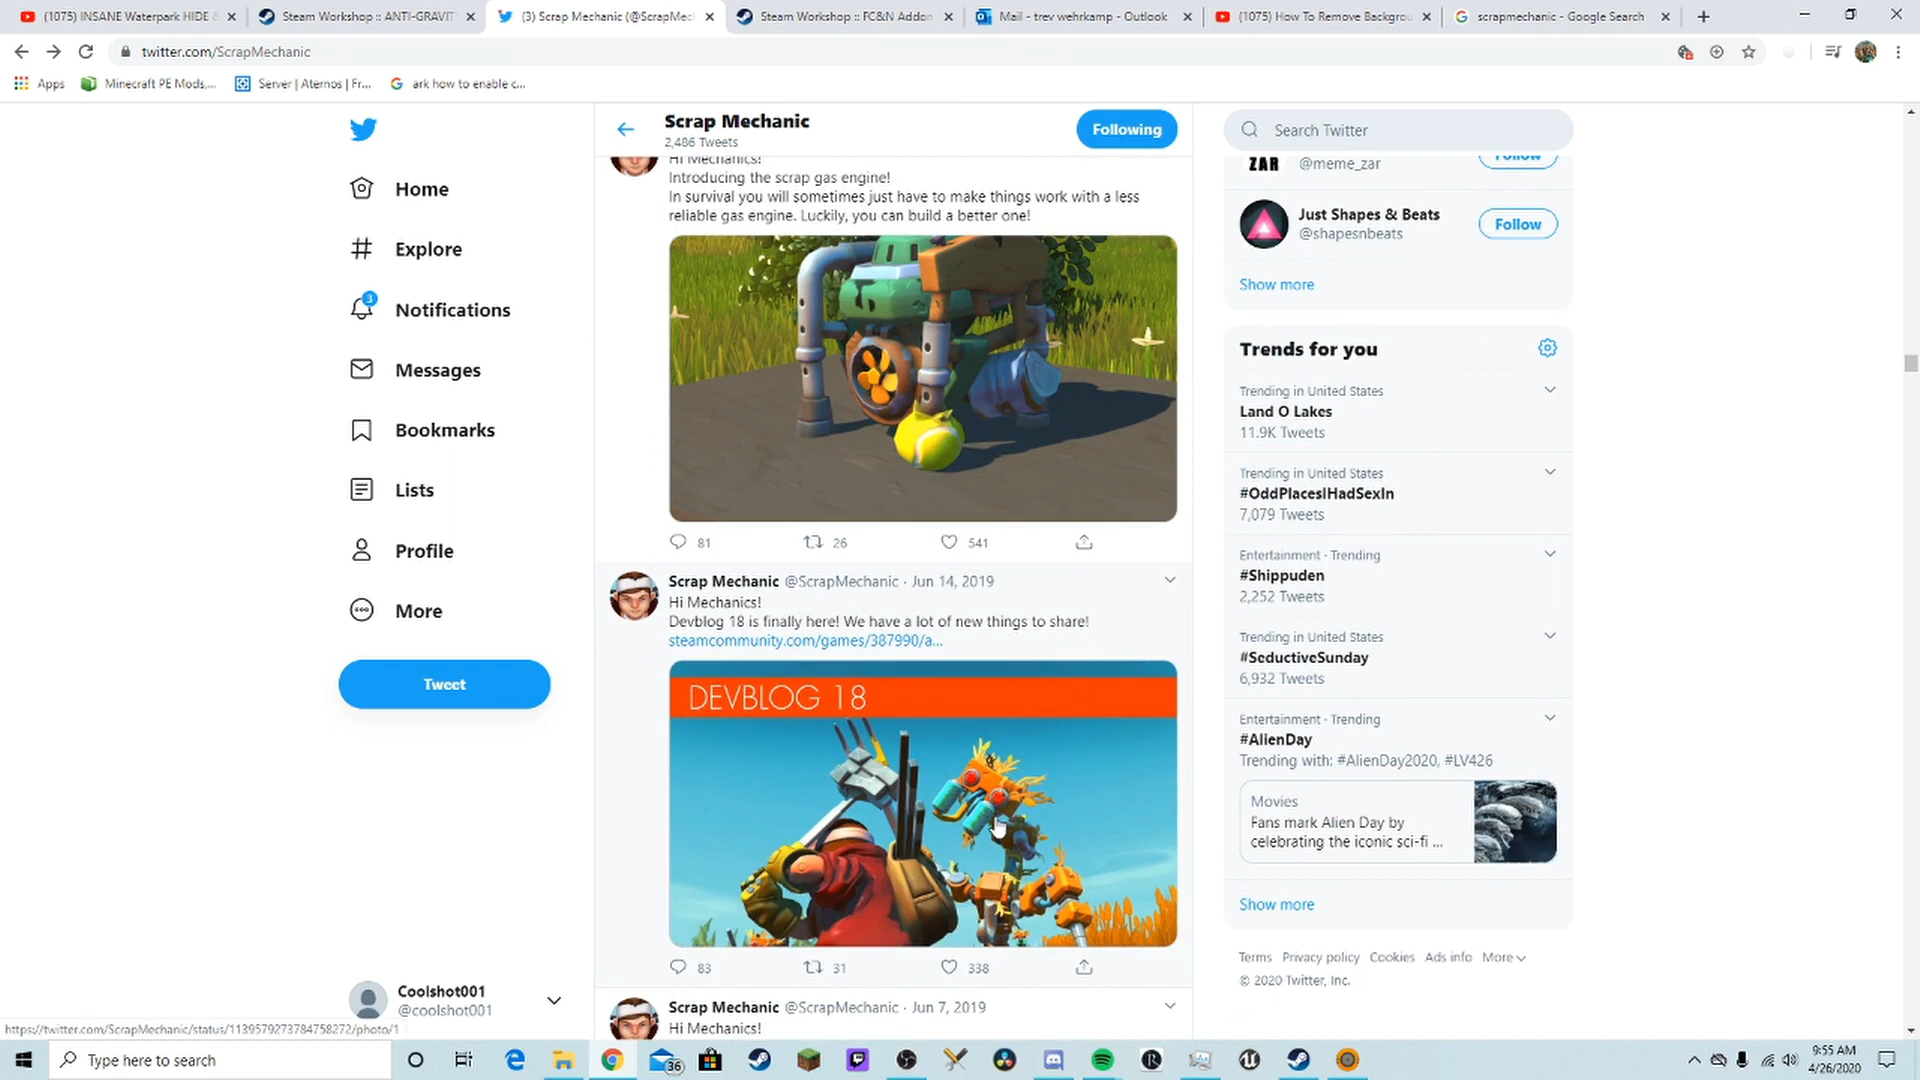 (1075) INSANE Waterpark HIDE &
Steam Workshop :: ANTI-GRAVIT
(3) Scrap Mechanic (@ScrapMec
Steam Workshop :: FC&N Addon
Mail - trev wehrkamp - Outlook
(1075) How To Remove Backgrou
scrapmechanic - Google Search
twitter.com/ScrapMechanic
Apps
Minecraft PE Mods,...
Server | Aternos | Fr...
ark how to enable c...
Home
Explore
3
Notifications
Messages
Bookmarks
Lists
Profile
More
Tweet
Coolshot001
@coolshot001
Scrap Mechanic
2,486 Tweets
Following
Hi Mechanics!
Introducing the scrap gas engine!
In survival you will sometimes just have to make things work with a less
reliable gas engine. Luckily, you can build a better one!
81 26 541
Scrap Mechanic @ScrapMechanic · Jun 14, 2019
Hi Mechanics!
Devblog 18 is finally here! We have a lot of new things to share!
steamcommunity.com/games/387990/a...
DEVBLOG 18
83 31 338
Scrap Mechanic @ScrapMechanic · Jun 7, 2019
Hi Mechanics!
Search Twitter
ZAR
@meme_zar
Follow
Just Shapes & Beats
@shapesnbeats
Follow
Show more
Trends for you
Trending in United States
Land O Lakes
11.9K Tweets
Trending in United States
#OddPlacesIHadSexIn
7,079 Tweets
Entertainment · Trending
#Shippuden
2,252 Tweets
Trending in United States
#SeductiveSunday
6,932 Tweets
Entertainment · Trending
#AlienDay
Trending with: #AlienDay2020, #LV426
Movies
Fans mark Alien Day by
celebrating the iconic sci-fi ...
Show more
Terms Privacy policy Cookies Ads info More
© 2020 Twitter, Inc.
https://twitter.com/ScrapMechanic/status/1139579273784758272/photo/1
Type here to search
36
9:55 AM
4/26/2020